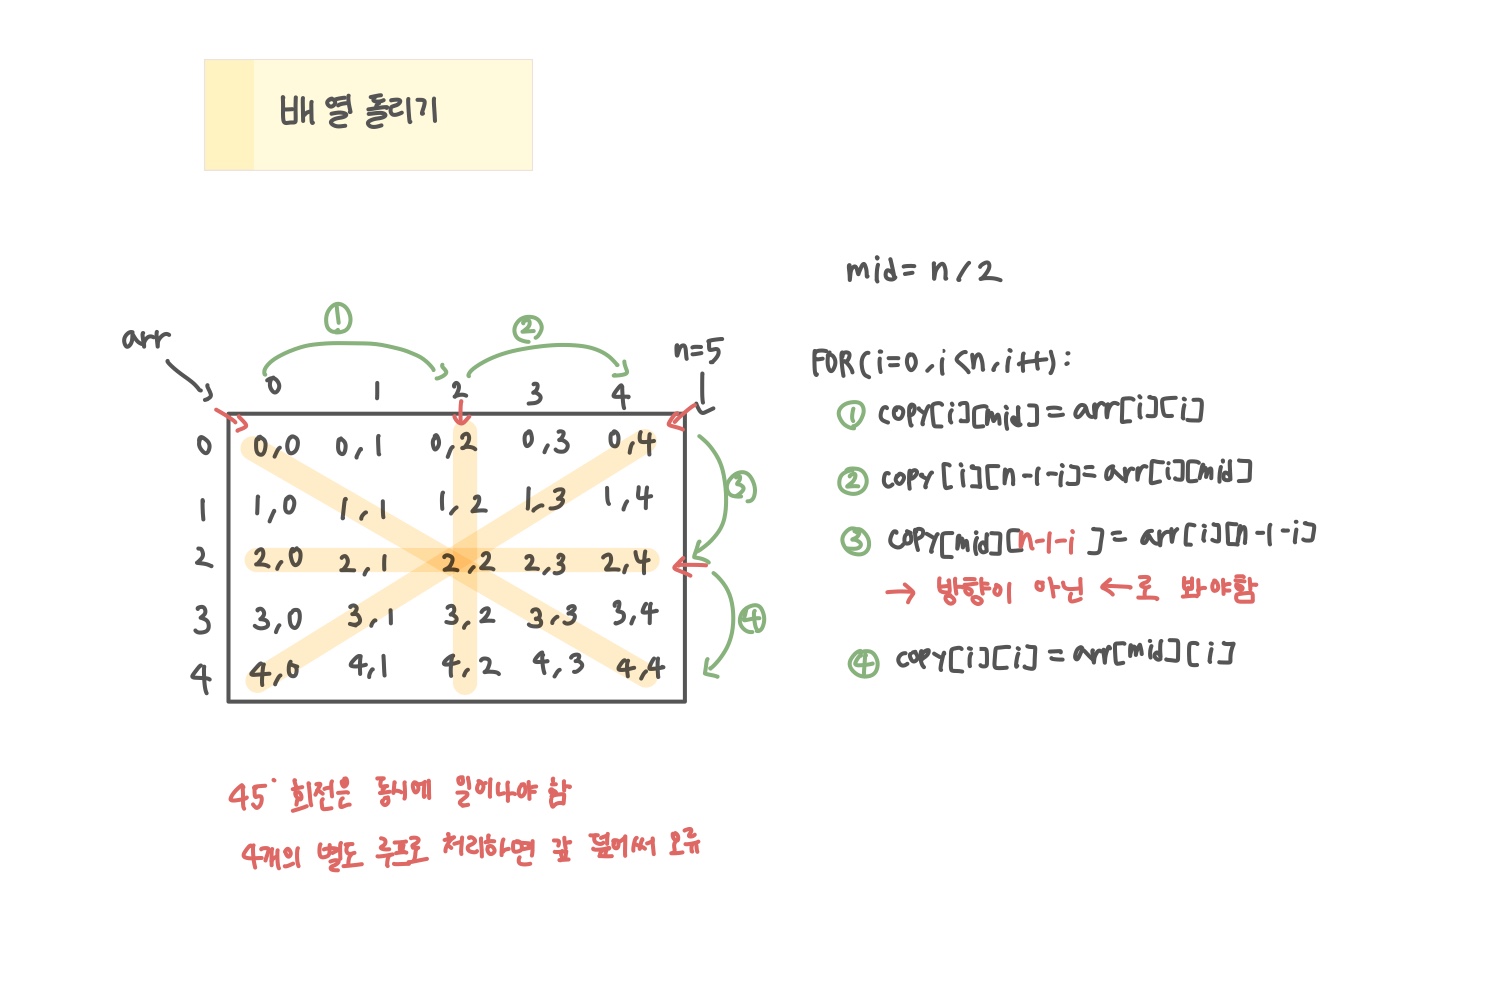 배열 돌리기
mid = n/2
① ②
arr
n=5
FOR(i=0, i<n, i++):
0 1 2 3 4
① copy[i][mid] = arr[i][i]
0 0,0 0,1 0,2 0,3 0,4
② copy[i][n-1-i] = arr[i][mid]
③
1 1,0 1,1 1,2 1,3 1,4
③ copy[mid][n-1-i] = arr[i][n-1-i]
2 2,0 2,1 2,2 2,3 2,4
→ 방향이 아닌 ←로 봐야함
3 3,0 3,1 3,2 3,3 3,4
④
④ copy[i][i] = arr[mid][i]
4 4,0 4,1 4,2 4,3 4,4
45° 회전은 동시에 일어나야 함
4개의 별도 루프로 처리하면 값 덮어써 오류